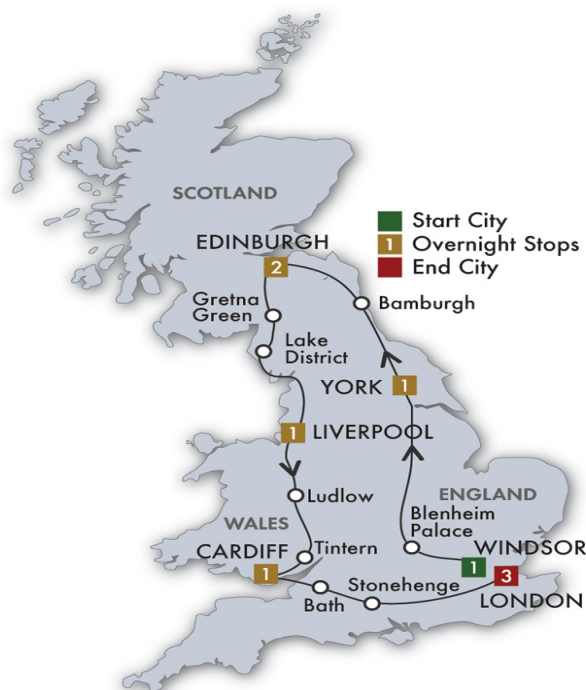 SCOTLAND
Start City
1 Overnight Stops
End City
EDINBURGH
2
Gretna
Green
Bamburgh
Lake
District
YORK 1
1 LIVERPOOL
Ludlow
ENGLAND
Blenheim
Palace
WALES
CARDIFF
1
Tintern
WINDSOR
1
3
LONDON
Stonehenge
Bath